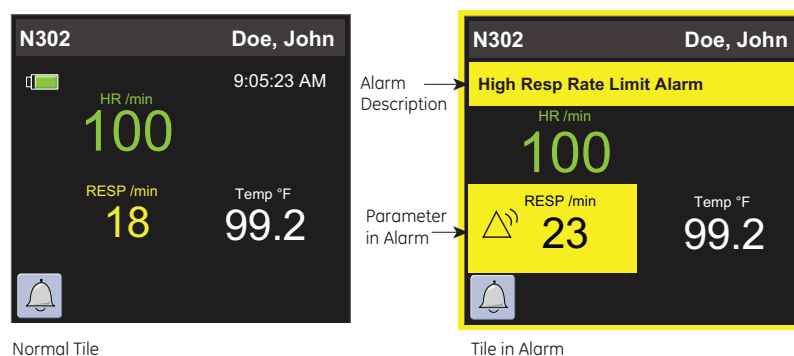 N302 Doe, John
9:05:23 AM
HR /min
100
RESP /min Temp °F
18 99.2
Normal Tile
Alarm
Description
Parameter
in Alarm
N302 Doe, John
High Resp Rate Limit Alarm
HR /min
100
RESP /min Temp °F
23 99.2
Tile in Alarm